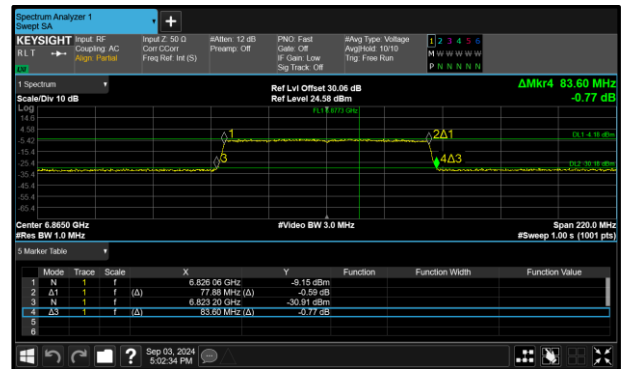 Spectrum Analyzer 1
Swept SA
+
KEYSIGHT Input: RF Input Z: 50 Ω #Atten: 12 dB PNO: Fast #Avg Type: Voltage 1 2 3 4 5 6
RLT Coupling: AC Corr CCorr Preamp: Off Gate: Off Avg|Hold: 10/10 M W W W W W
Align: Partial Freq Ref: Int (S) IF Gain: Low Trig: Free Run
Sig Track: Off P N N N N N
1 Spectrum Ref Lvl Offset 30.06 dB ΔMkr4 83.60 MHz
Scale/Div 10 dB Ref Level 24.58 dBm -0.77 dB
Log
14.6
4.58
-5.42
-15.4
-25.4
-35.4
-45.4
-55.4
-65.4
1
2Δ1
DL1 -4.18 dBm
3
4Δ3
Center 6.8650 GHz #Video BW 3.0 MHz Span 220.0 MHz
#Res BW 1.0 MHz #Sweep 1.00 s (1001 pts)
5 Marker Table
Mode Trace Scale X Y Function Function Width Function Value
1 N 1 f 6.826 06 GHz -9.15 dBm
2 Δ1 1 f (Δ) 77.88 MHz (Δ) -0.59 dB
3 N 1 f 6.823 20 GHz -30.91 dBm
4 Δ3 1 f (Δ) 83.60 MHz (Δ) -0.77 dB
5
6
? Sep 03, 2024
5:02:34 PM